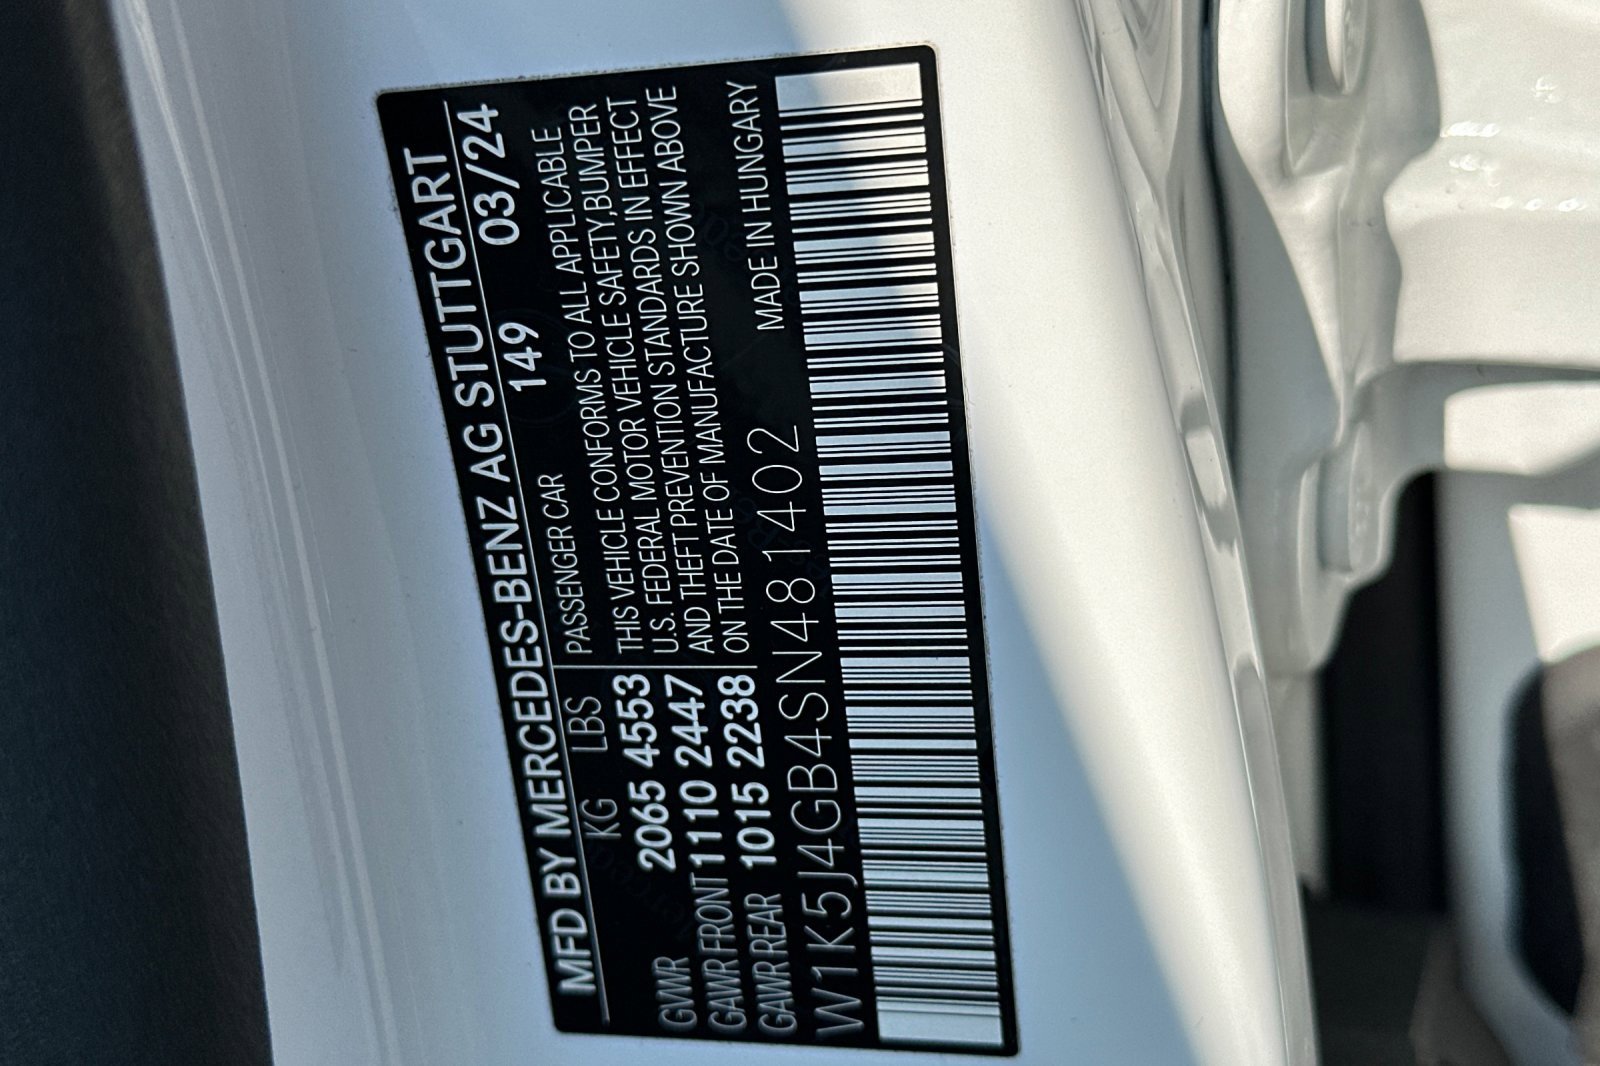 MFD BY MERCEDES-BENZ AG STUTTGART
149 03/24
KG LBS PASSENGER CAR
GVWR 2065 4553
GAWR FRONT 1110 2447
GAWR REAR 1015 2238
THIS VEHICLE CONFORMS TO ALL APPLICABLE
U.S. FEDERAL MOTOR VEHICLE SAFETY,BUMPER
AND THEFT PREVENTION STANDARDS IN EFFECT
ON THE DATE OF MANUFACTURE SHOWN ABOVE
W1K5J4GB4SN481402 MADE IN HUNGARY